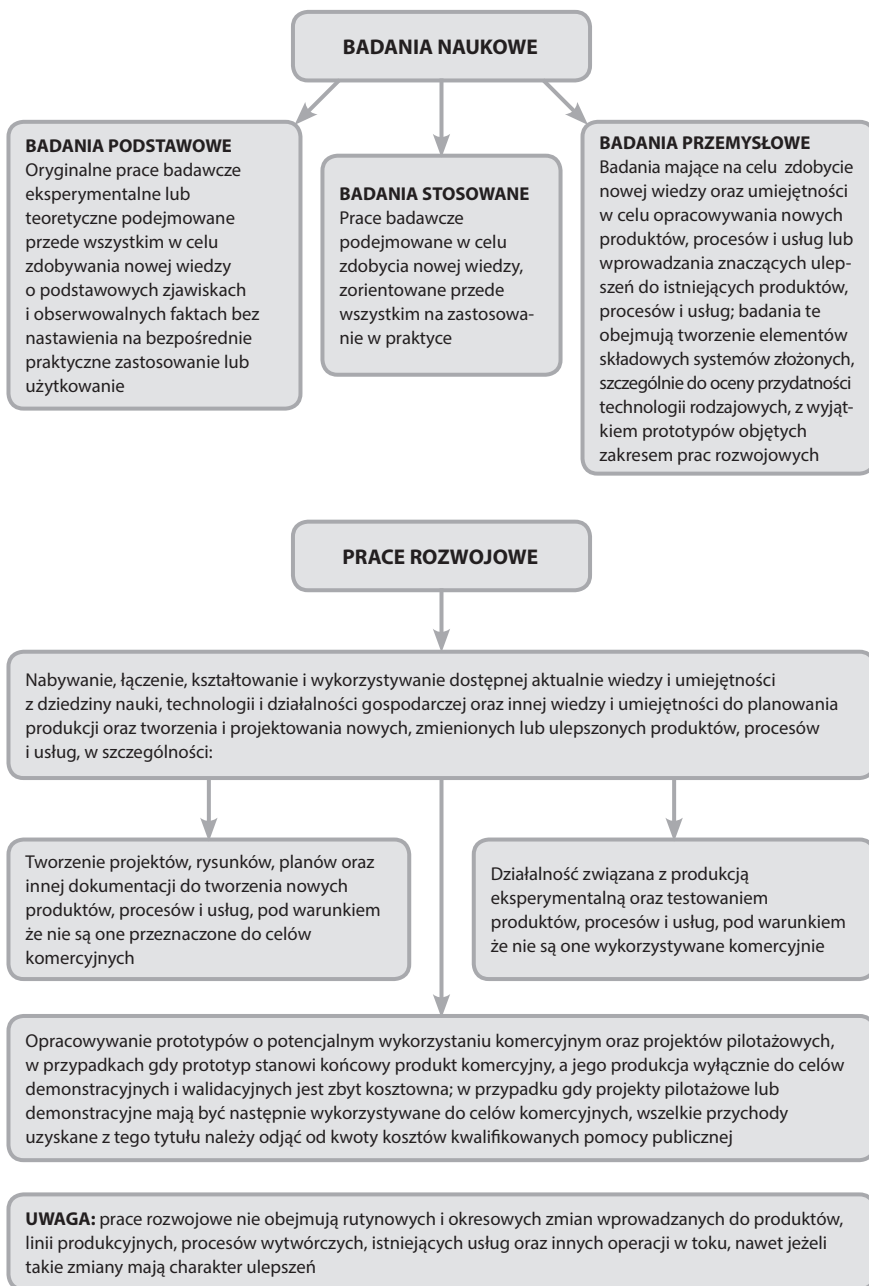 BADANIA NAUKOWE
BADANIA PODSTAWOWE
Oryginalne prace badawcze
eksperymentalne lub
teoretyczne podejmowane
przede wszystkim w celu
zdobywania nowej wiedzy
o podstawowych zjawiskach
i obserwowalnych faktach bez
nastawienia na bezpośrednie
praktyczne zastosowanie lub
użytkowanie
BADANIA STOSOWANE
Prace badawcze
podejmowane w celu
zdobycia nowej wiedzy,
zorientowane przede
wszystkim na zastosowa-
nie w praktyce
BADANIA PRZEMYSŁOWE
Badania mające na celu zdobycie
nowej wiedzy oraz umiejętności
w celu opracowywania nowych
produktów, procesów i usług lub
wprowadzania znaczących ulep-
szeń do istniejących produktów,
procesów i usług; badania te
obejmują tworzenie elementów
składowych systemów złożonych,
szczególnie do oceny przydatności
technologii rodzajowych, z wyjąt-
kiem prototypów objętych
zakresem prac rozwojowych
PRACE ROZWOJOWE
Nabywanie, łączenie, kształtowanie i wykorzystywanie dostępnej aktualnie wiedzy i umiejętności
z dziedziny nauki, technologii i działalności gospodarczej oraz innej wiedzy i umiejętności do planowania
produkcji oraz tworzenia i projektowania nowych, zmienionych lub ulepszonych produktów, procesów
i usług, w szczególności:
Tworzenie projektów, rysunków, planów oraz
innej dokumentacji do tworzenia nowych
produktów, procesów i usług, pod warunkiem
że nie są one przeznaczone do celów
komercyjnych
Działalność związana z produkcją
eksperymentalną oraz testowaniem
produktów, procesów i usług, pod warunkiem
że nie są one wykorzystywane komercyjnie
Opracowywanie prototypów o potencjalnym wykorzystaniu komercyjnym oraz projektów pilotażowych,
w przypadkach gdy prototyp stanowi końcowy produkt komercyjny, a jego produkcja wyłącznie do celów
demonstracyjnych i walidacyjnych jest zbyt kosztowna; w przypadku gdy projekty pilotażowe lub
demonstracyjne mają być następnie wykorzystywane do celów komercyjnych, wszelkie przychody
uzyskane z tego tytułu należy odjąć od kwoty kosztów kwalifikowanych pomocy publicznej
UWAGA: prace rozwojowe nie obejmują rutynowych i okresowych zmian wprowadzanych do produktów,
linii produkcyjnych, procesów wytwórczych, istniejących usług oraz innych operacji w toku, nawet jeżeli
takie zmiany mają charakter ulepszeń